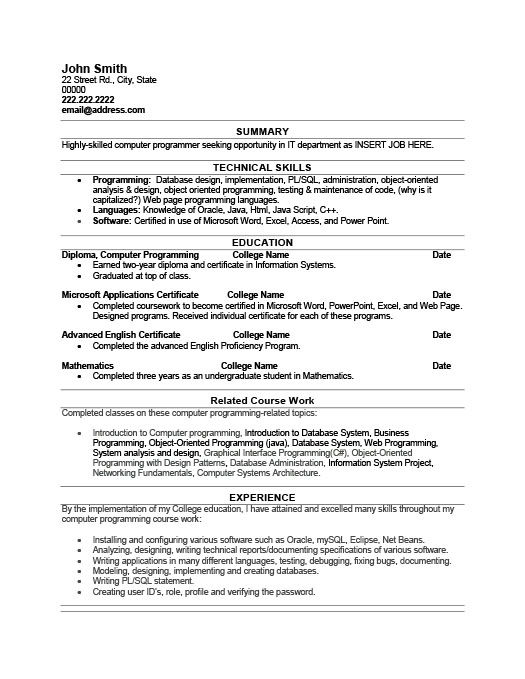 John Smith
22 Street Rd., City, State
00000
222.222.2222
email@address.com
SUMMARY
Highly-skilled computer programmer seeking opportunity in IT department as INSERT JOB HERE.
TECHNICAL SKILLS
• Programming: Database design, implementation, PL/SQL, administration, object-oriented
analysis & design, object oriented programming, testing & maintenance of code, (why is it
capitalized?) Web page programming languages.
• Languages: Knowledge of Oracle, Java, Html, Java Script, C++.
• Software: Certified in use of Microsoft Word, Excel, Access, and Power Point.
EDUCATION
Diploma, Computer Programming College Name Date
• Earned two-year diploma and certificate in Information Systems.
• Graduated at top of class.
Microsoft Applications Certificate College Name Date
• Completed coursework to become certified in Microsoft Word, PowerPoint, Excel, and Web Page.
Designed programs. Received individual certificate for each of these programs.
Advanced English Certificate College Name Date
• Completed the advanced English Proficiency Program.
Mathematics College Name Date
• Completed three years as an undergraduate student in Mathematics.
Related Course Work
Completed classes on these computer programming-related topics:
• Introduction to Computer programming, Introduction to Database System, Business
Programming, Object-Oriented Programming (java), Database System, Web Programming,
System analysis and design, Graphical Interface Programming(C#), Object-Oriented
Programming with Design Patterns, Database Administration, Information System Project,
Networking Fundamentals, Computer Systems Architecture.
EXPERIENCE
By the implementation of my College education, I have attained and excelled many skills throughout my
computer programming course work:
• Installing and configuring various software such as Oracle, mySQL, Eclipse, Net Beans.
• Analyzing, designing, writing technical reports/documenting specifications of various software.
• Writing applications in many different languages, testing, debugging, fixing bugs, documenting.
• Modeling, designing, implementing and creating databases.
• Writing PL/SQL statement.
• Creating user ID's, role, profile and verifying the password.